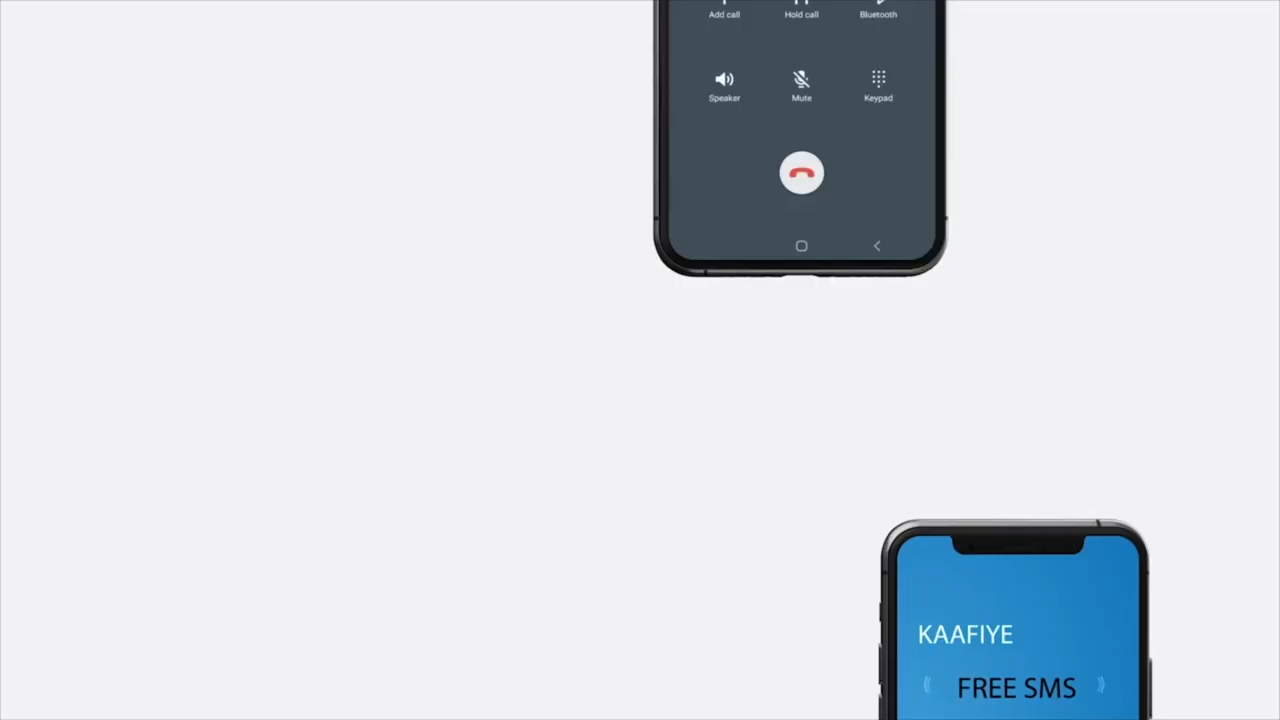 Add call Hold call Bluetooth
Speaker Mute Keypad
KAAFIYE
FREE SMS